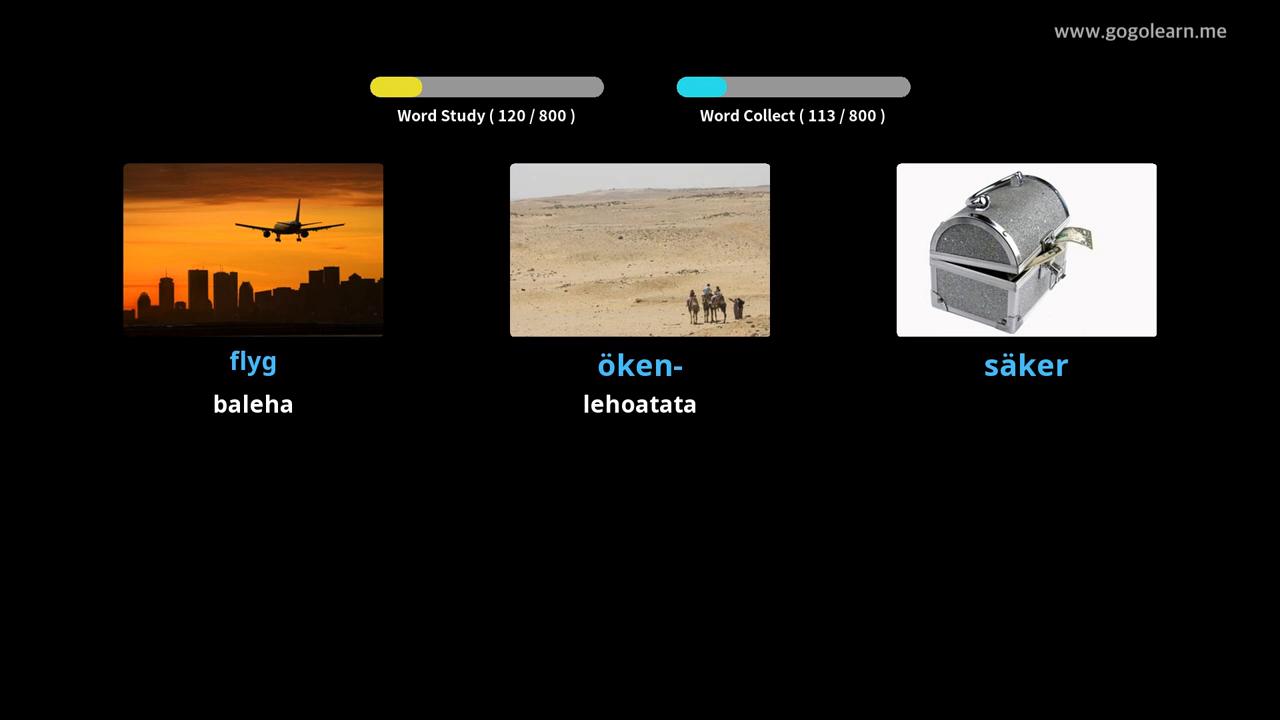 www.gogolearn.me
Word Study ( 120 / 800 )
Word Collect ( 113 / 800 )
flyg
öken-
säker
baleha
lehoatata